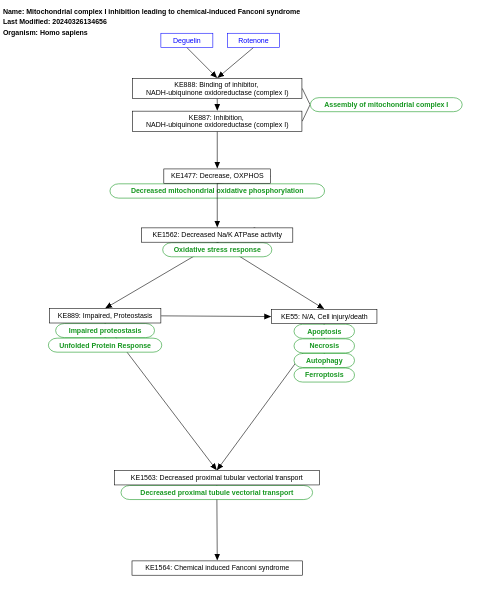 Name: Mitochondrial complex I inhibition leading to chemical-induced Fanconi syndrome
Last Modified: 20240326134656
Organism: Homo sapiens
Deguelin
Rotenone
KE888: Binding of inhibitor,
NADH-ubiquinone oxidoreductase (complex I)
Assembly of mitochondrial complex I
KE887: Inhibition,
NADH-ubiquinone oxidoreductase (complex I)
KE1477: Decrease, OXPHOS
Decreased mitochondrial oxidative phosphorylation
KE1562: Decreased Na/K ATPase activity
Oxidative stress response
KE889: Impaired, Proteostasis
Impaired proteostasis
Unfolded Protein Response
KE55: N/A, Cell injury/death
Apoptosis
Necrosis
Autophagy
Ferroptosis
KE1563: Decreased proximal tubular vectorial transport
Decreased proximal tubule vectorial transport
KE1564: Chemical induced Fanconi syndrome